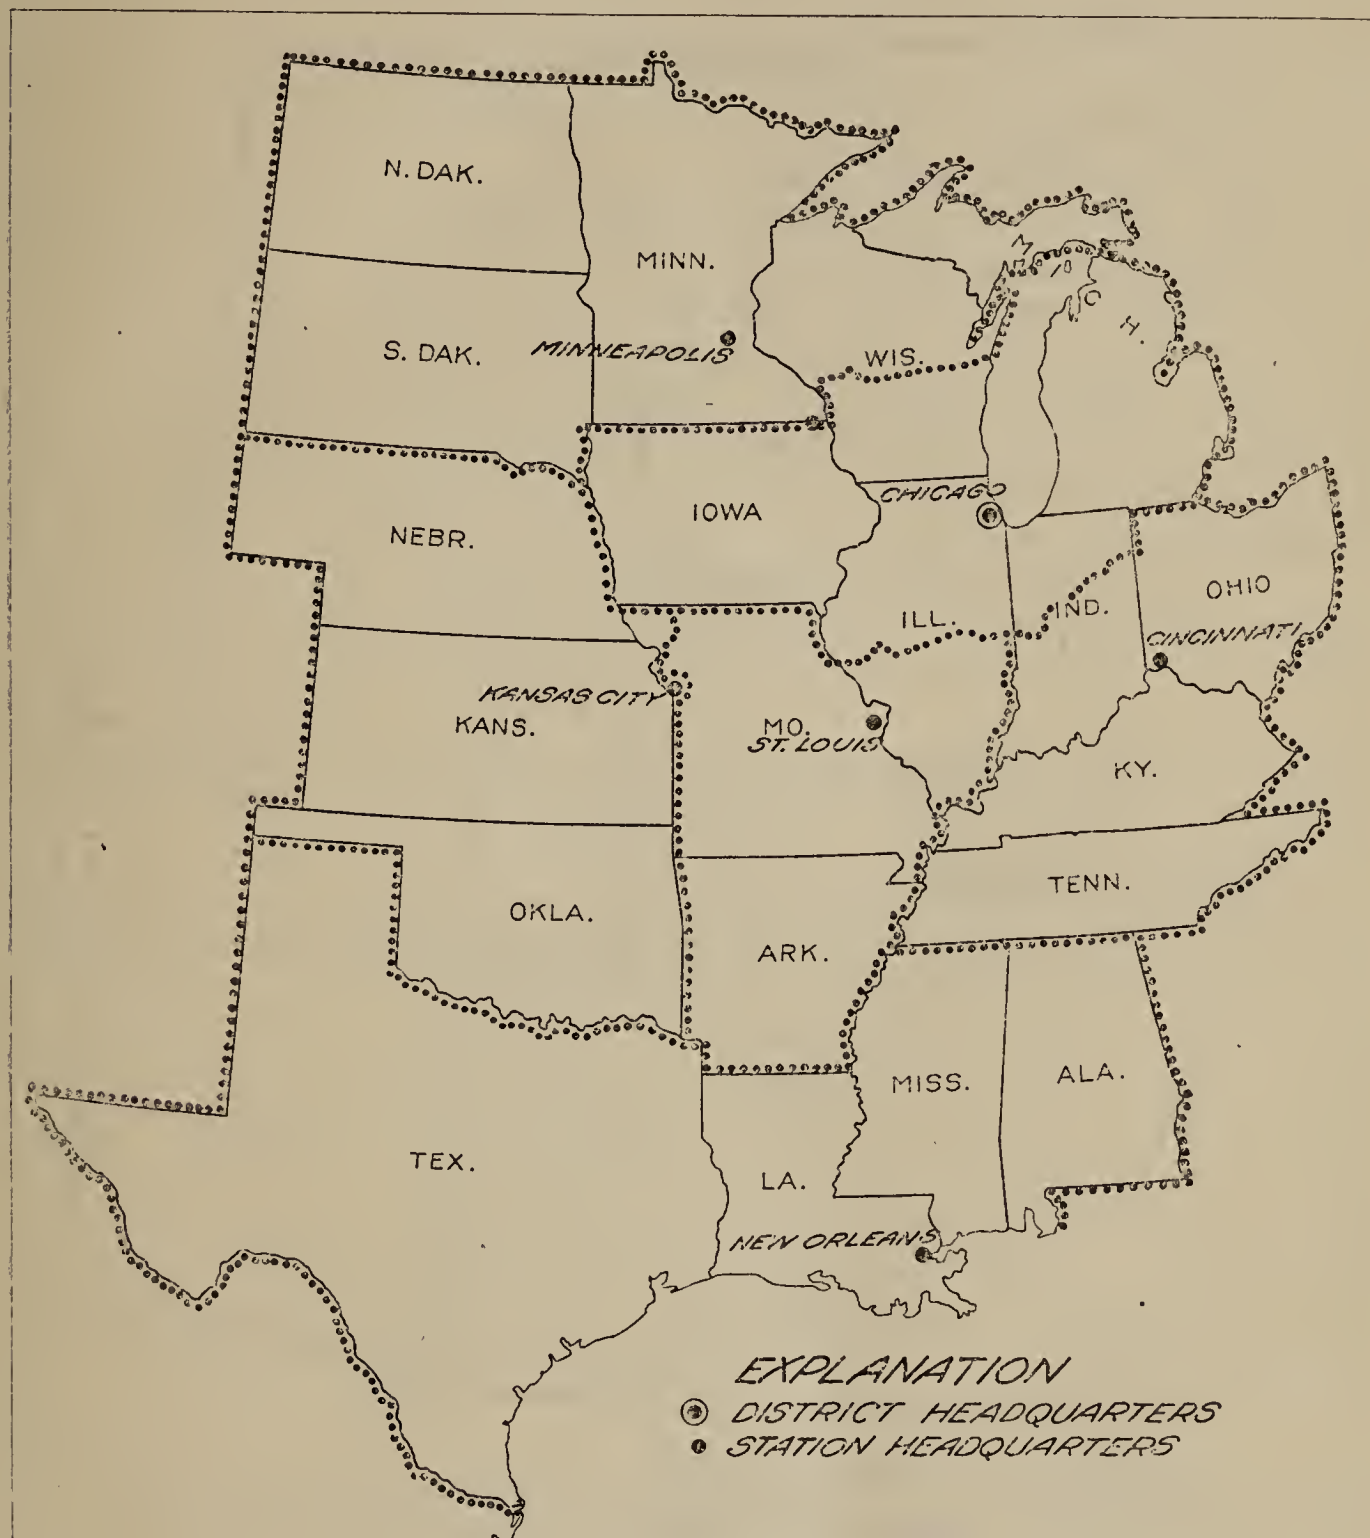 N. DAK.
MINN.
MICH.
S. DAK.
MINNEAPOLIS
WIS.
CHICAGO
IOWA
NEBR.
OHIO
ILL.
IND.
CINCINNATI
KANSAS CITY
KANS.
MO.
ST. LOUIS
KY.
TENN.
OKLA.
ARK.
MISS.
ALA.
TEX.
LA.
NEW ORLEANS
EXPLANATION
DISTRICT HEADQUARTERS
STATION HEADQUARTERS